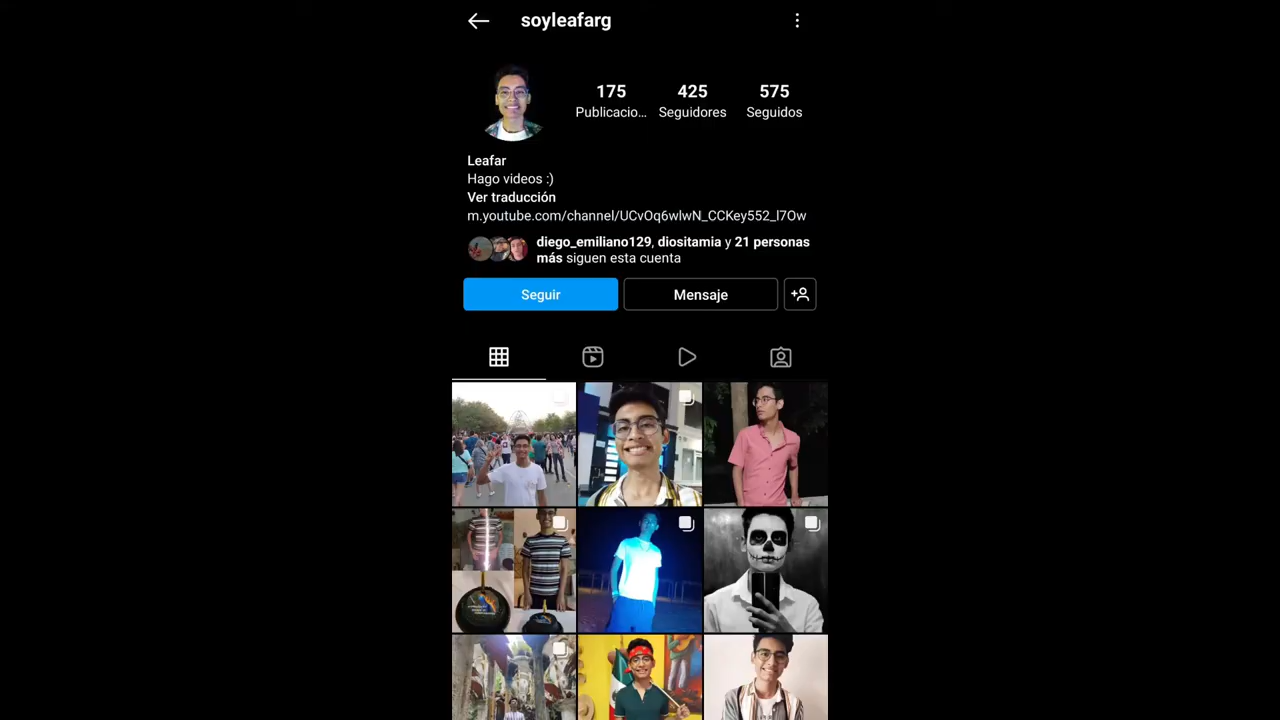 soyleafarg
175
425
575
Publicacio...
Seguidores
Seguidos
Leafar
Hago videos :)
Ver traducción
m.youtube.com/channel/UCvOq6wlwN_CCKey552_l7Ow
diego_emiliano129, diositamia y 21 personas
más siguen esta cuenta
Seguir
Mensaje